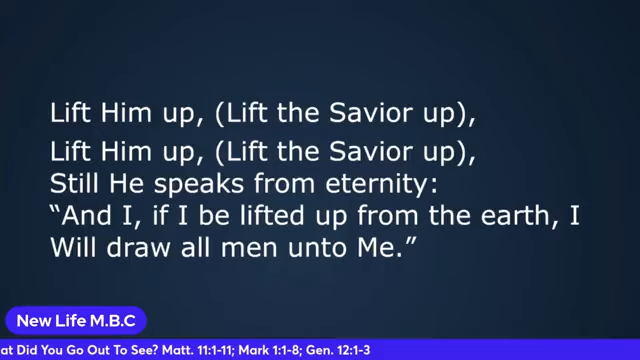 Lift Him up, (Lift the Savior up),
Lift Him up, (Lift the Savior up),
Still He speaks from eternity:
“And I, if I be lifted up from the earth, I
Will draw all men unto Me.”
New Life M.B.C
at Did You Go Out To See? Matt. 11:1-11; Mark 1:1-8; Gen. 12:1-3